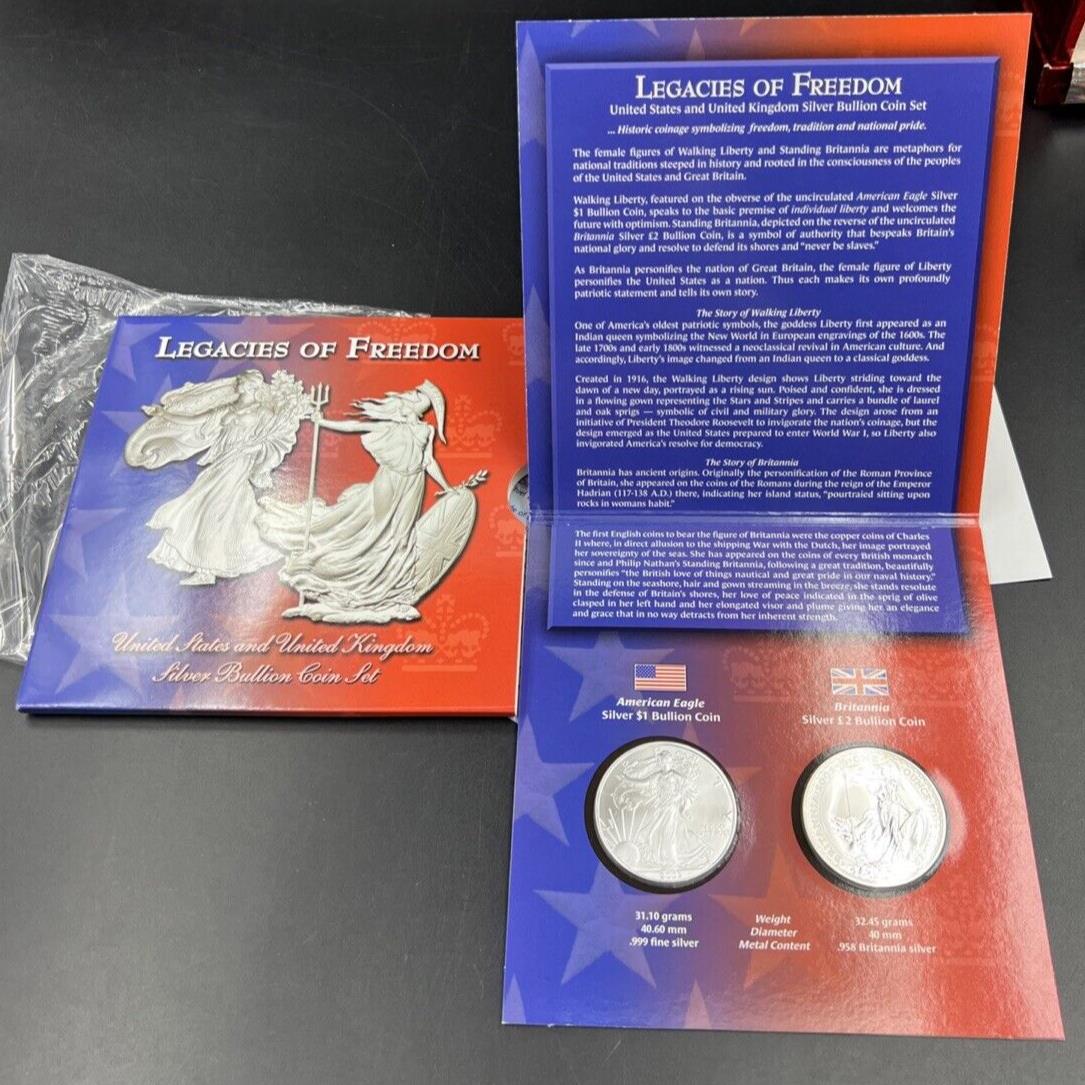 LEGACIES OF FREEDOM
United States and United Kingdom
Silver Bullion Coin Set
LEGACIES OF FREEDOM
United States and United Kingdom Silver Bullion Coin Set
... Historic coinage symbolizing freedom, tradition and national pride.
The female figures of Walking Liberty and Standing Britannia are metaphors for
national traditions steeped in history and rooted in the consciousness of the peoples
of the United States and Great Britain.
Walking Liberty, featured on the obverse of the uncirculated American Eagle Silver
$1 Bullion Coin, speaks to the basic premise of individual liberty and welcomes the
future with optimism. Standing Britannia, depicted on the reverse of the uncirculated
Britannia Silver £2 Bullion Coin, is a symbol of authority that bespeaks Britain's
national glory and resolve to defend its shores and "never be slaves."
As Britannia personifies the nation of Great Britain, the female figure of Liberty
personifies the United States as a nation. Thus each makes its own profoundly
patriotic statement and tells its own story.
The Story of Walking Liberty
One of America's oldest patriotic symbols, the goddess Liberty first appeared as an
Indian queen symbolizing the New World in European engravings of the 1600s. The
late 1700s and early 1800s witnessed a neoclassical revival in American culture. And
accordingly, Liberty's image changed from an Indian queen to a classical goddess.
Created in 1916, the Walking Liberty design shows Liberty striding toward the
dawn of a new day, portrayed as a rising sun. Poised and confident, she is dressed
in a flowing gown representing the Stars and Stripes and carries a bundle of laurel
and oak sprigs — symbolic of civil and military glory. The design arose from an
initiative of President Theodore Roosevelt to invigorate the nation's coinage, but the
design emerged as the United States prepared to enter World War I, so Liberty also
invigorated America's resolve for democracy.
The Story of Britannia
Britannia has ancient origins. Originally the personification of the Roman Province
of Britain, she appeared on the coins of the Romans during the reign of the Emperor
Hadrian (117-138 A.D.) there, indicating her island status, "pourtraied sitting upon
rocks in womans habit."
The first English coins to bear the figure of Britannia were the copper coins of Charles
II where, in direct allusion to the shipping War with the Dutch, her image portrayed
her sovereignty of the seas. She has appeared on the coins of every British monarch
since and Philip Nathan's Standing Britannia, following a great tradition, beautifully
personifies "the British love of things nautical and great pride in our naval history."
Standing on the seashore, hair and gown streaming in the breeze, she stands resolute
in the defense of Britain's shores, her love of peace indicated in the sprig of olive
clasped in her left hand and her elongated visor and plume giving her an elegance
and grace that in no way detracts from her inherent strength.
American Eagle
Silver $1 Bullion Coin
Britannia
Silver £2 Bullion Coin
31.10 grams
40.60 mm
.999 fine silver
Weight
Diameter
Metal Content
32.45 grams
40 mm
.958 Britannia silver